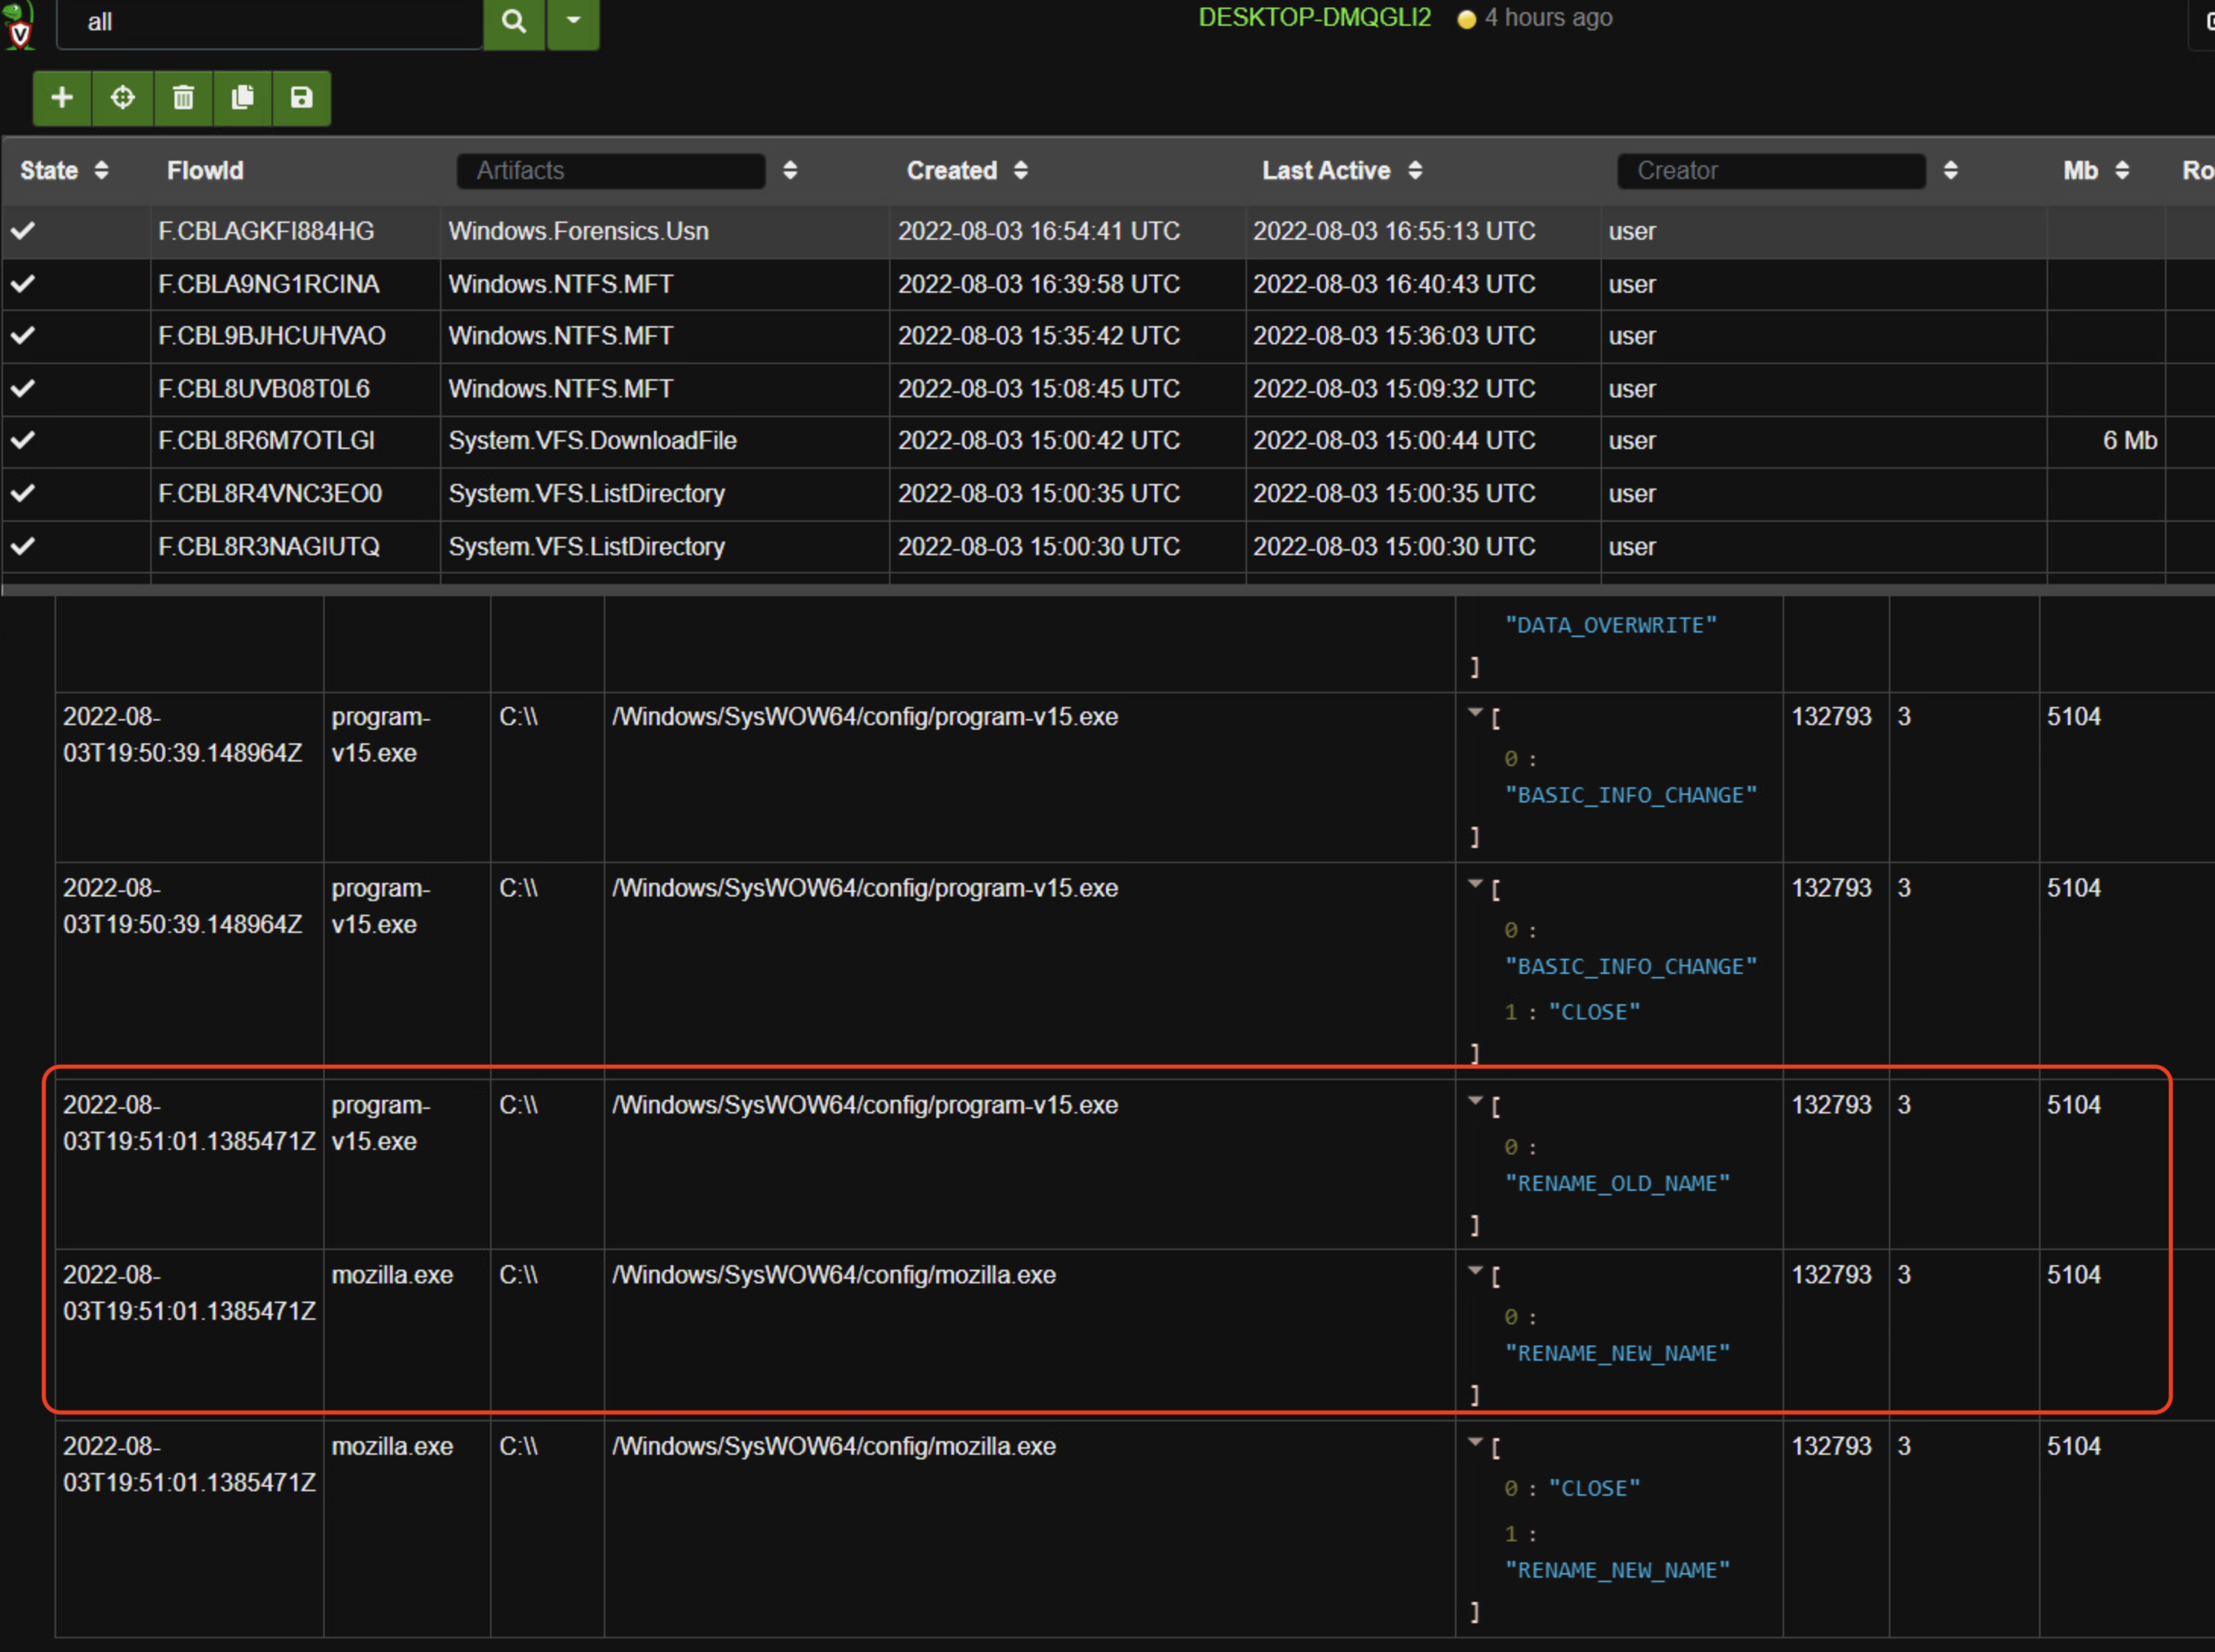 all
DESKTOP-DMQGLI2 4 hours ago
State FlowId Artifacts Created Last Active Creator Mb Ro
F.CBLAGKFI884HG Windows.Forensics.Usn 2022-08-03 16:54:41 UTC 2022-08-03 16:55:13 UTC user
F.CBLA9NG1RCINA Windows.NTFS.MFT 2022-08-03 16:39:58 UTC 2022-08-03 16:40:43 UTC user
F.CBL9BJHCUHVAO Windows.NTFS.MFT 2022-08-03 15:35:42 UTC 2022-08-03 15:36:03 UTC user
F.CBL8UVB08T0L6 Windows.NTFS.MFT 2022-08-03 15:08:45 UTC 2022-08-03 15:09:32 UTC user
F.CBL8R6M7OTLGI System.VFS.DownloadFile 2022-08-03 15:00:42 UTC 2022-08-03 15:00:44 UTC user 6 Mb
F.CBL8R4VNC3EO0 System.VFS.ListDirectory 2022-08-03 15:00:35 UTC 2022-08-03 15:00:35 UTC user
F.CBL8R3NAGIUTQ System.VFS.ListDirectory 2022-08-03 15:00:30 UTC 2022-08-03 15:00:30 UTC user
"DATA_OVERWRITE"
]
2022-08- program- C:\\ /Windows/SysWOW64/config/program-v15.exe [ 132793 3 5104
03T19:50:39.148964Z v15.exe 0 :
"BASIC_INFO_CHANGE"
]
2022-08- program- C:\\ /Windows/SysWOW64/config/program-v15.exe [ 132793 3 5104
03T19:50:39.148964Z v15.exe 0 :
"BASIC_INFO_CHANGE"
1 : "CLOSE"
]
2022-08- program- C:\\ /Windows/SysWOW64/config/program-v15.exe [ 132793 3 5104
03T19:51:01.1385471Z v15.exe 0 :
"RENAME_OLD_NAME"
]
2022-08- mozilla.exe C:\\ /Windows/SysWOW64/config/mozilla.exe [ 132793 3 5104
03T19:51:01.1385471Z 0 :
"RENAME_NEW_NAME"
]
2022-08- mozilla.exe C:\\ /Windows/SysWOW64/config/mozilla.exe [ 132793 3 5104
03T19:51:01.1385471Z 0 : "CLOSE"
1 :
"RENAME_NEW_NAME"
]